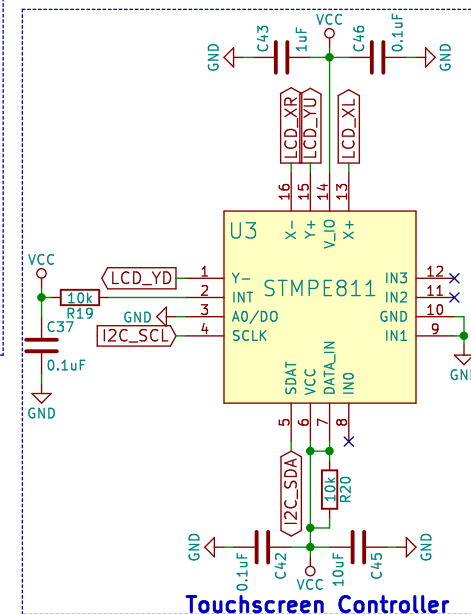 VCC
GND
C43
1uF
C46
0.1uF
GND
LCD_XR
LCD_YU
LCD_XL
16
15
14
13
U3
X-
Y+
V_IO
X+
VCC
LCD_YD
1
Y-
IN3
12
10k
R19
2
INT
STMPE811
IN2
11
GND
3
A0/DO
GND
10
C37
I2C_SCL
4
SCLK
IN1
9
0.1uF
GND
GND
SDAT
VCC
DATA_IN
IN0
5
6
7
8
I2C_SDA
10k
R20
GND
0.1uF
C42
10uF
C45
GND
VCC
Touchscreen Controller